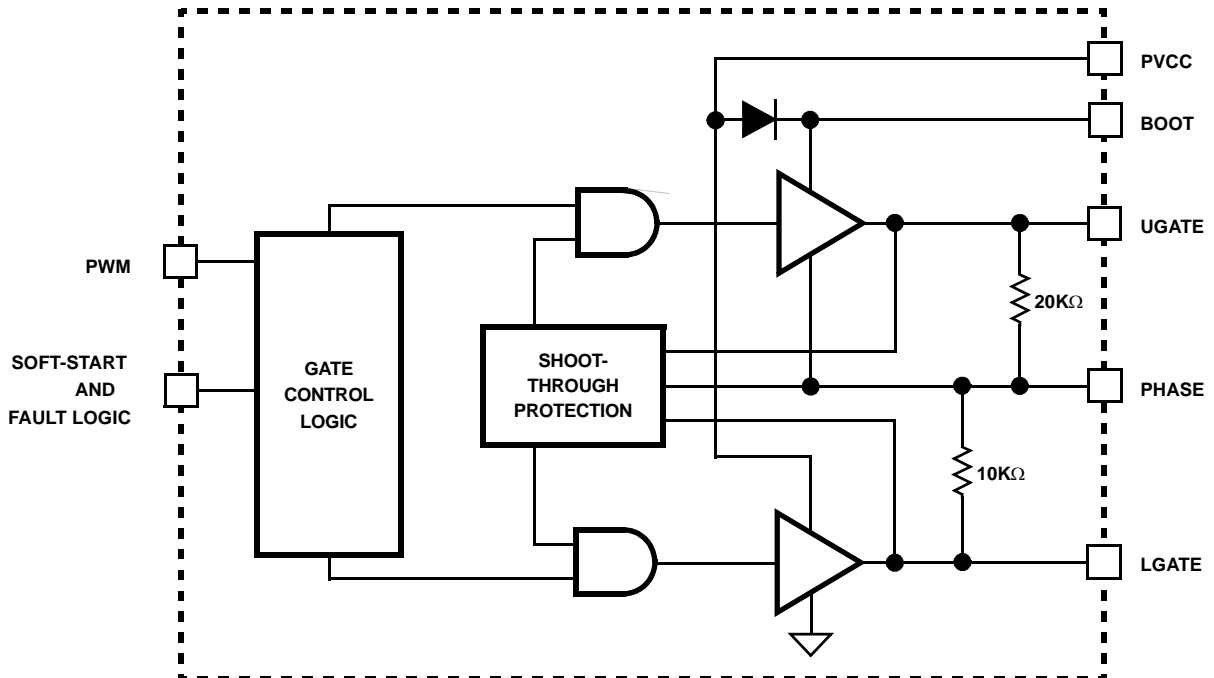 PVCC
BOOT
UGATE
PWM
20KΩ
SOFT-START
AND
FAULT LOGIC
GATE
CONTROL
LOGIC
SHOOT-
THROUGH
PROTECTION
PHASE
10KΩ
LGATE